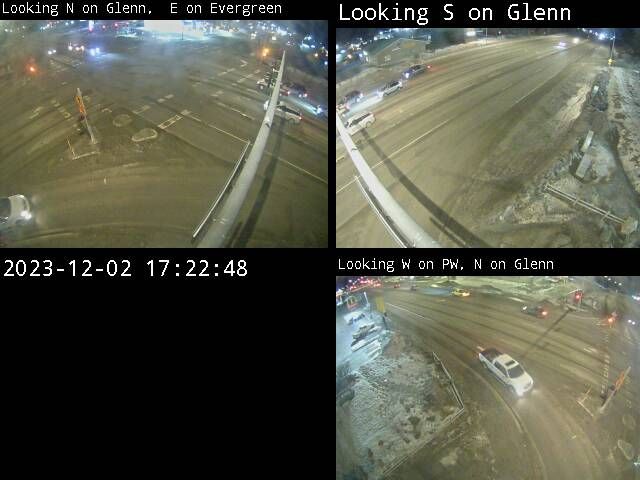 Looking N on Glenn,  E on Evergreen
Looking S on Glenn
2023-12-02 17:22:48
Looking W on PW, N on Glenn